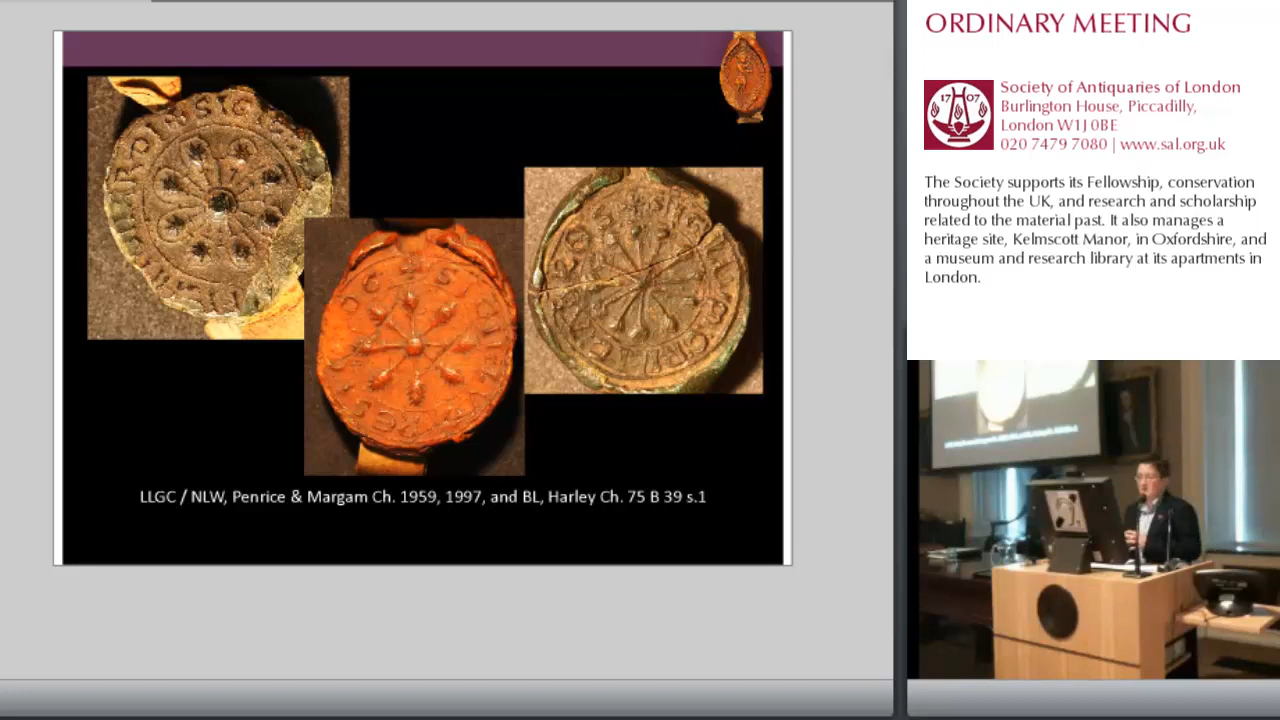 LLGC / NLW, Penrice & Margam Ch. 1959, 1997, and BL, Harley Ch. 75 B 39 s.1
ORDINARY MEETING
17 07
Society of Antiquaries of London
Burlington House, Piccadilly,
London W1J 0BE
020 7479 7080 | www.sal.org.uk
The Society supports its Fellowship, conservation
throughout the UK, and research and scholarship
related to the material past. It also manages a
heritage site, Kelmscott Manor, in Oxfordshire, and
a museum and research library at its apartments in
London.